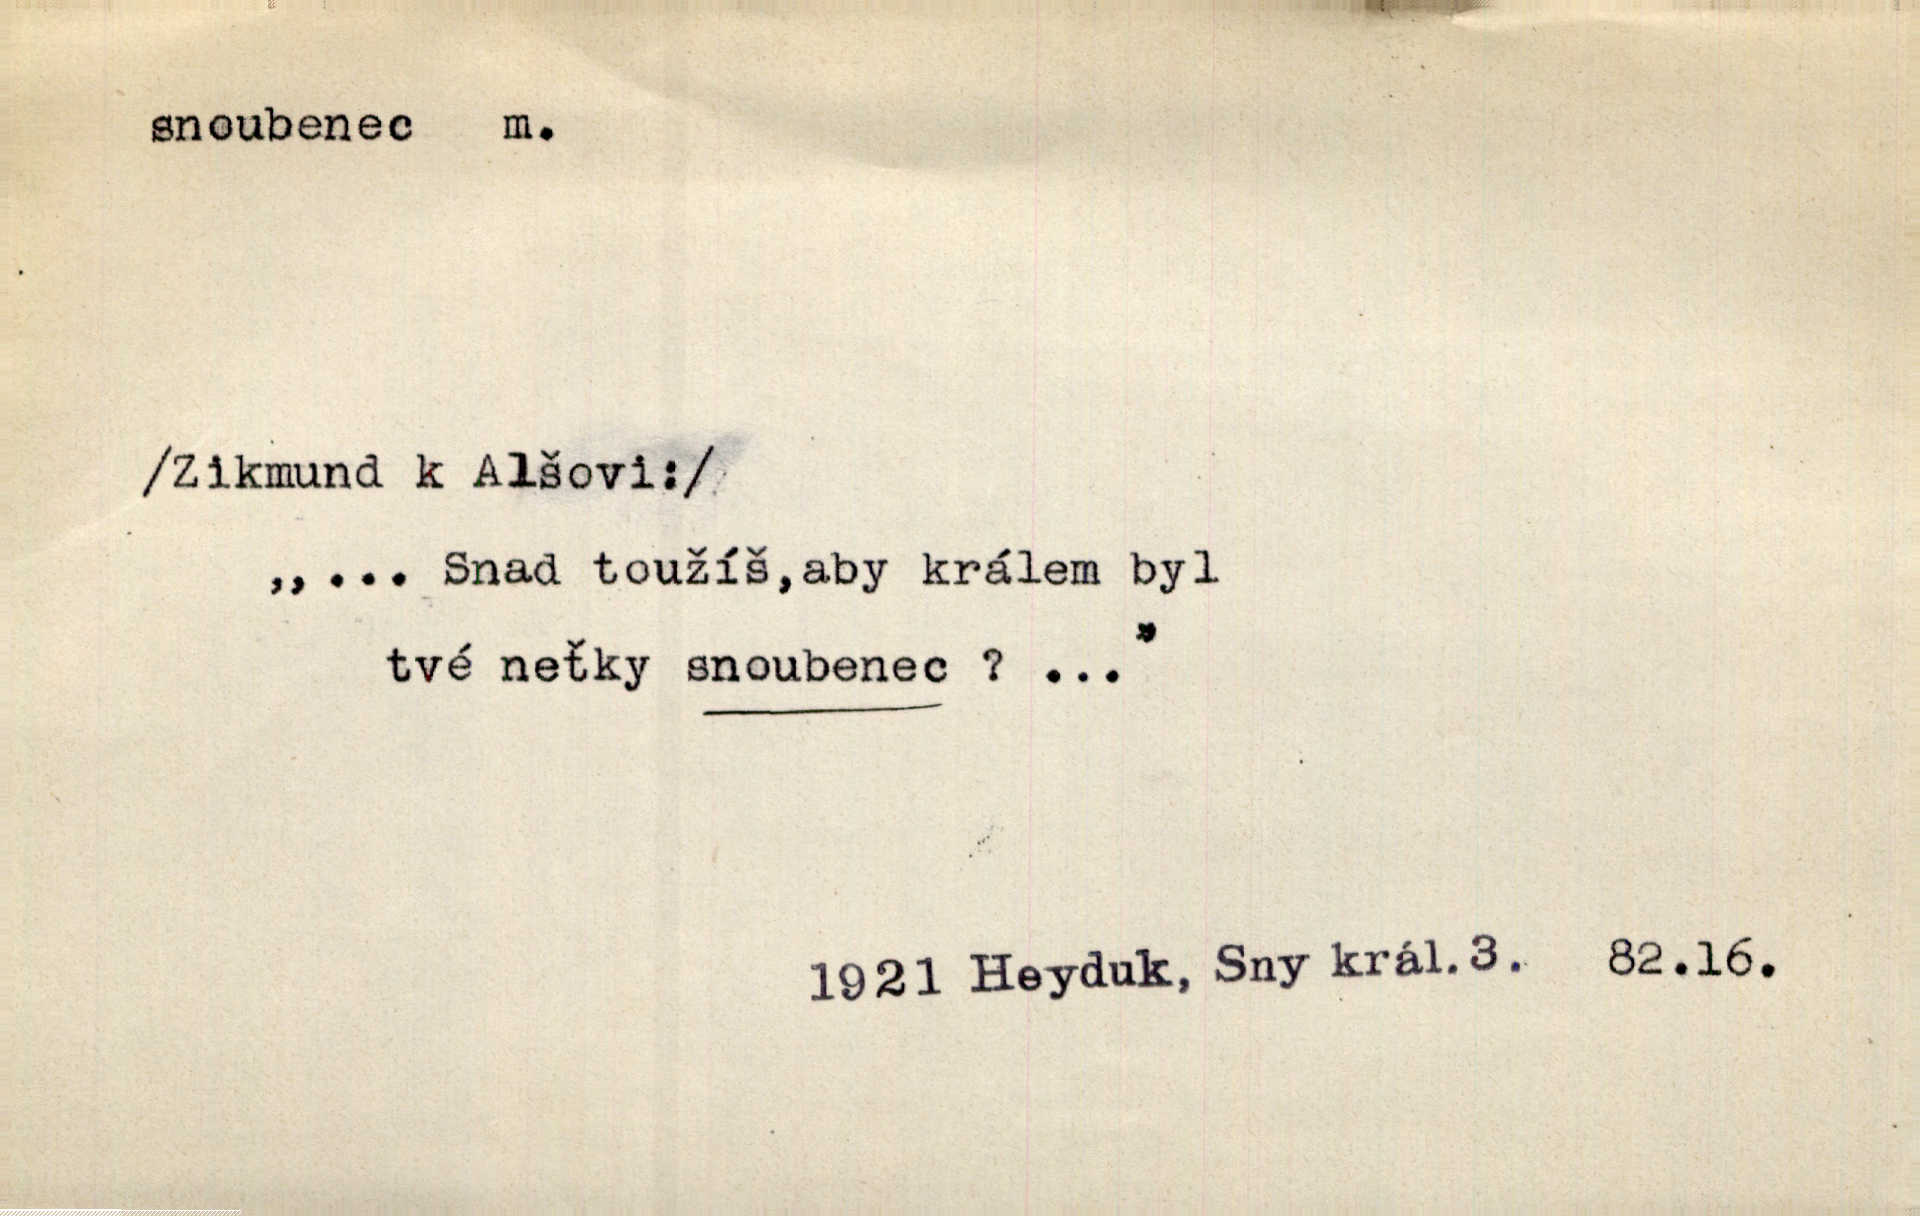 snoubenec m.
/Zikmund k Alšovi:/
„... Snad toužíš,aby králem byl
tvé neťky snoubenec ? ..."
1921 Heyduk, Sny král.3. 82.16.